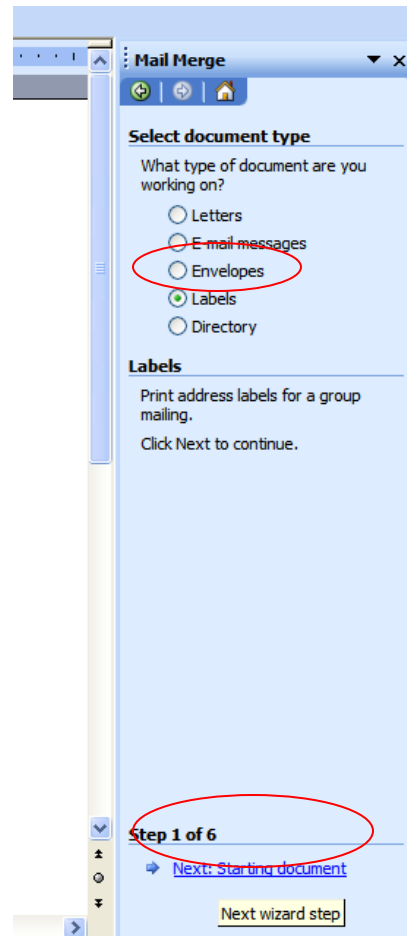 Mail Merge
Select document type
What type of document are you
working on?
Letters
E-mail messages
Envelopes
Labels
Directory
Labels
Print address labels for a group
mailing.
Click Next to continue.
Step 1 of 6
Next: Starting document
Next wizard step